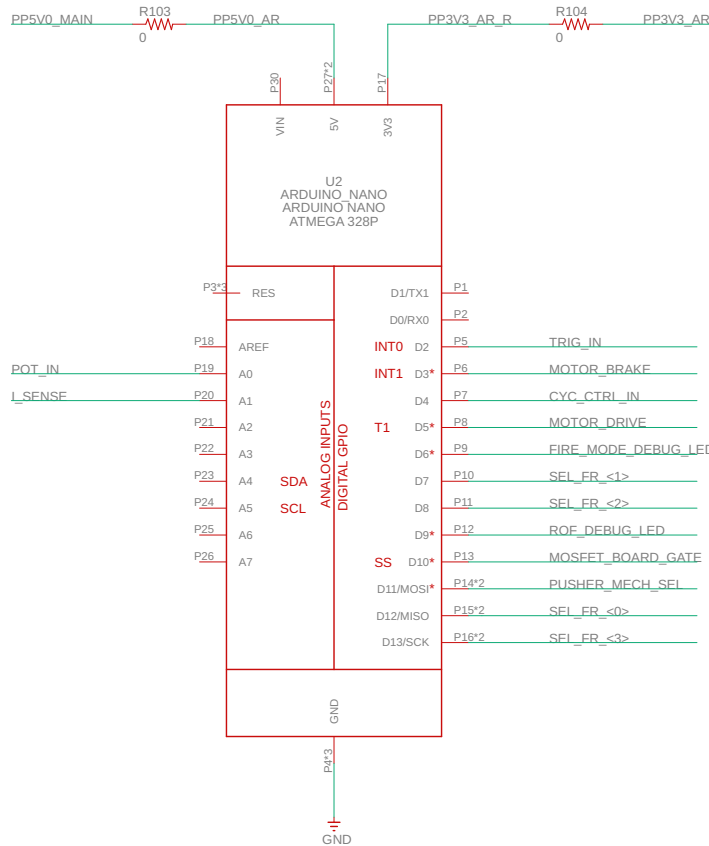 PP5V0_MAIN
R103
0
PP5V0_AR
PP3V3_AR_R
R104
0
PP3V3_AR
P30
P27*2
P17
VIN
5V
3V3
U2
ARDUINO_NANO
ARDUINO NANO
ATMEGA 328P
P3*3
RES
D1/TX1
P1
D0/RX0
P2
P18
AREF
INT0
D2
P5
TRIG_IN
POT_IN
P19
A0
INT1
D3*
P6
MOTOR_BRAKE
I_SENSE
P20
A1
D4
P7
CYC_CTRL_IN
P21
A2
T1
D5*
P8
MOTOR_DRIVE
P22
A3
D6*
P9
FIRE_MODE_DEBUG_LED
P23
A4
SDA
D7
P10
SEL_FR_<1>
P24
A5
SCL
D8
P11
SEL_FR_<2>
P25
A6
D9*
P12
ROF_DEBUG_LED
P26
A7
SS
D10*
P13
MOSFET_BOARD_GATE
D11/MOSI*
P14*2
PUSHER_MECH_SEL
D12/MISO
P15*2
SEL_FR_<0>
D13/SCK
P16*2
SEL_FR_<3>
ANALOG INPUTS
DIGITAL GPIO
GND
P4*3
GND